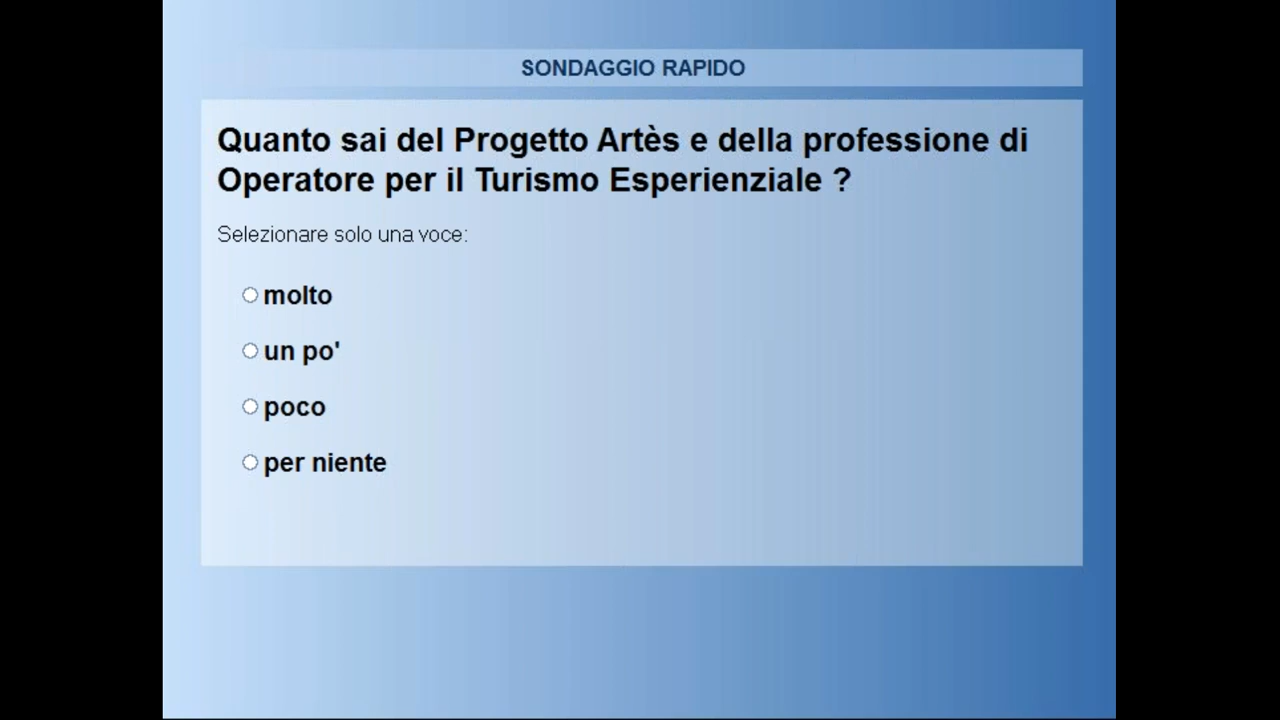 SONDAGGIO RAPIDO
Quanto sai del Progetto Artès e della professione di
Operatore per il Turismo Esperienziale ?
Selezionare solo una voce:
molto
un po'
poco
per niente